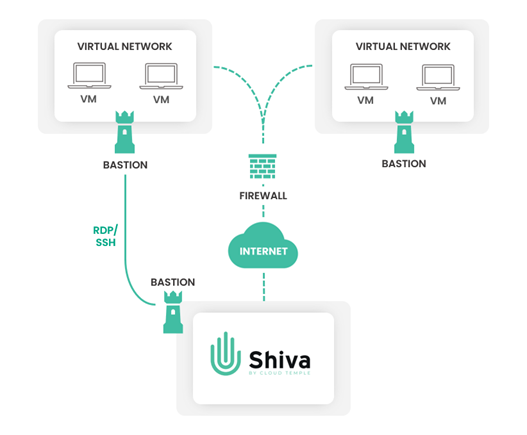 VIRTUAL NETWORK
VM
VM
BASTION
VIRTUAL NETWORK
VM
VM
BASTION
FIREWALL
RDP/
SSH
INTERNET
BASTION
Shiva
BY CLOUD TEMPLE